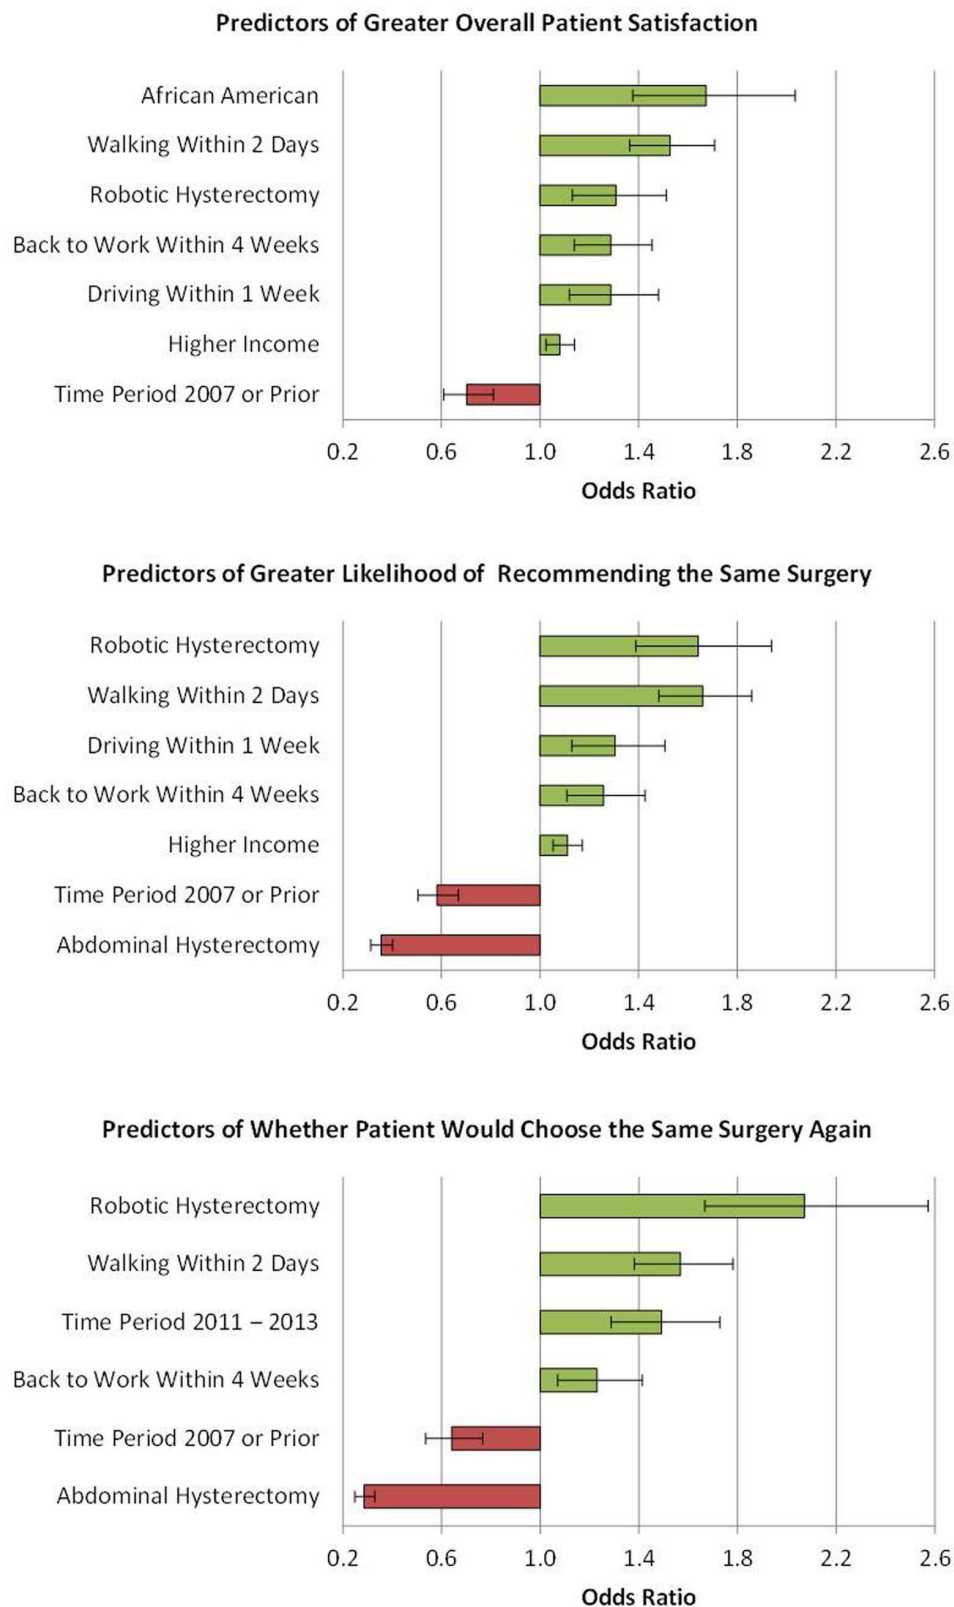 Predictors of Greater Overall Patient Satisfaction
African American
Walking Within 2 Days
Robotic Hysterectomy
Back to Work Within 4 Weeks
Driving Within 1 Week
Higher Income
Time Period 2007 or Prior
0.2 0.6 1.0 1.4 1.8 2.2 2.6
Odds Ratio
Predictors of Greater Likelihood of Recommending the Same Surgery
Robotic Hysterectomy
Walking Within 2 Days
Driving Within 1 Week
Back to Work Within 4 Weeks
Higher Income
Time Period 2007 or Prior
Abdominal Hysterectomy
0.2 0.6 1.0 1.4 1.8 2.2 2.6
Odds Ratio
Predictors of Whether Patient Would Choose the Same Surgery Again
Robotic Hysterectomy
Walking Within 2 Days
Time Period 2011 – 2013
Back to Work Within 4 Weeks
Time Period 2007 or Prior
Abdominal Hysterectomy
0.2 0.6 1.0 1.4 1.8 2.2 2.6
Odds Ratio